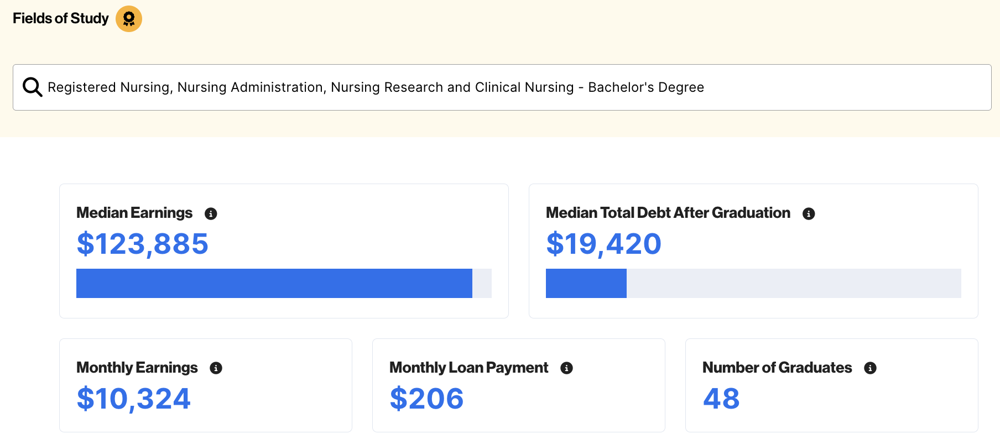 Fields of Study
Registered Nursing, Nursing Administration, Nursing Research and Clinical Nursing - Bachelor's Degree
Median Earnings
$123,885
Median Total Debt After Graduation
$19,420
Monthly Earnings
$10,324
Monthly Loan Payment
$206
Number of Graduates
48